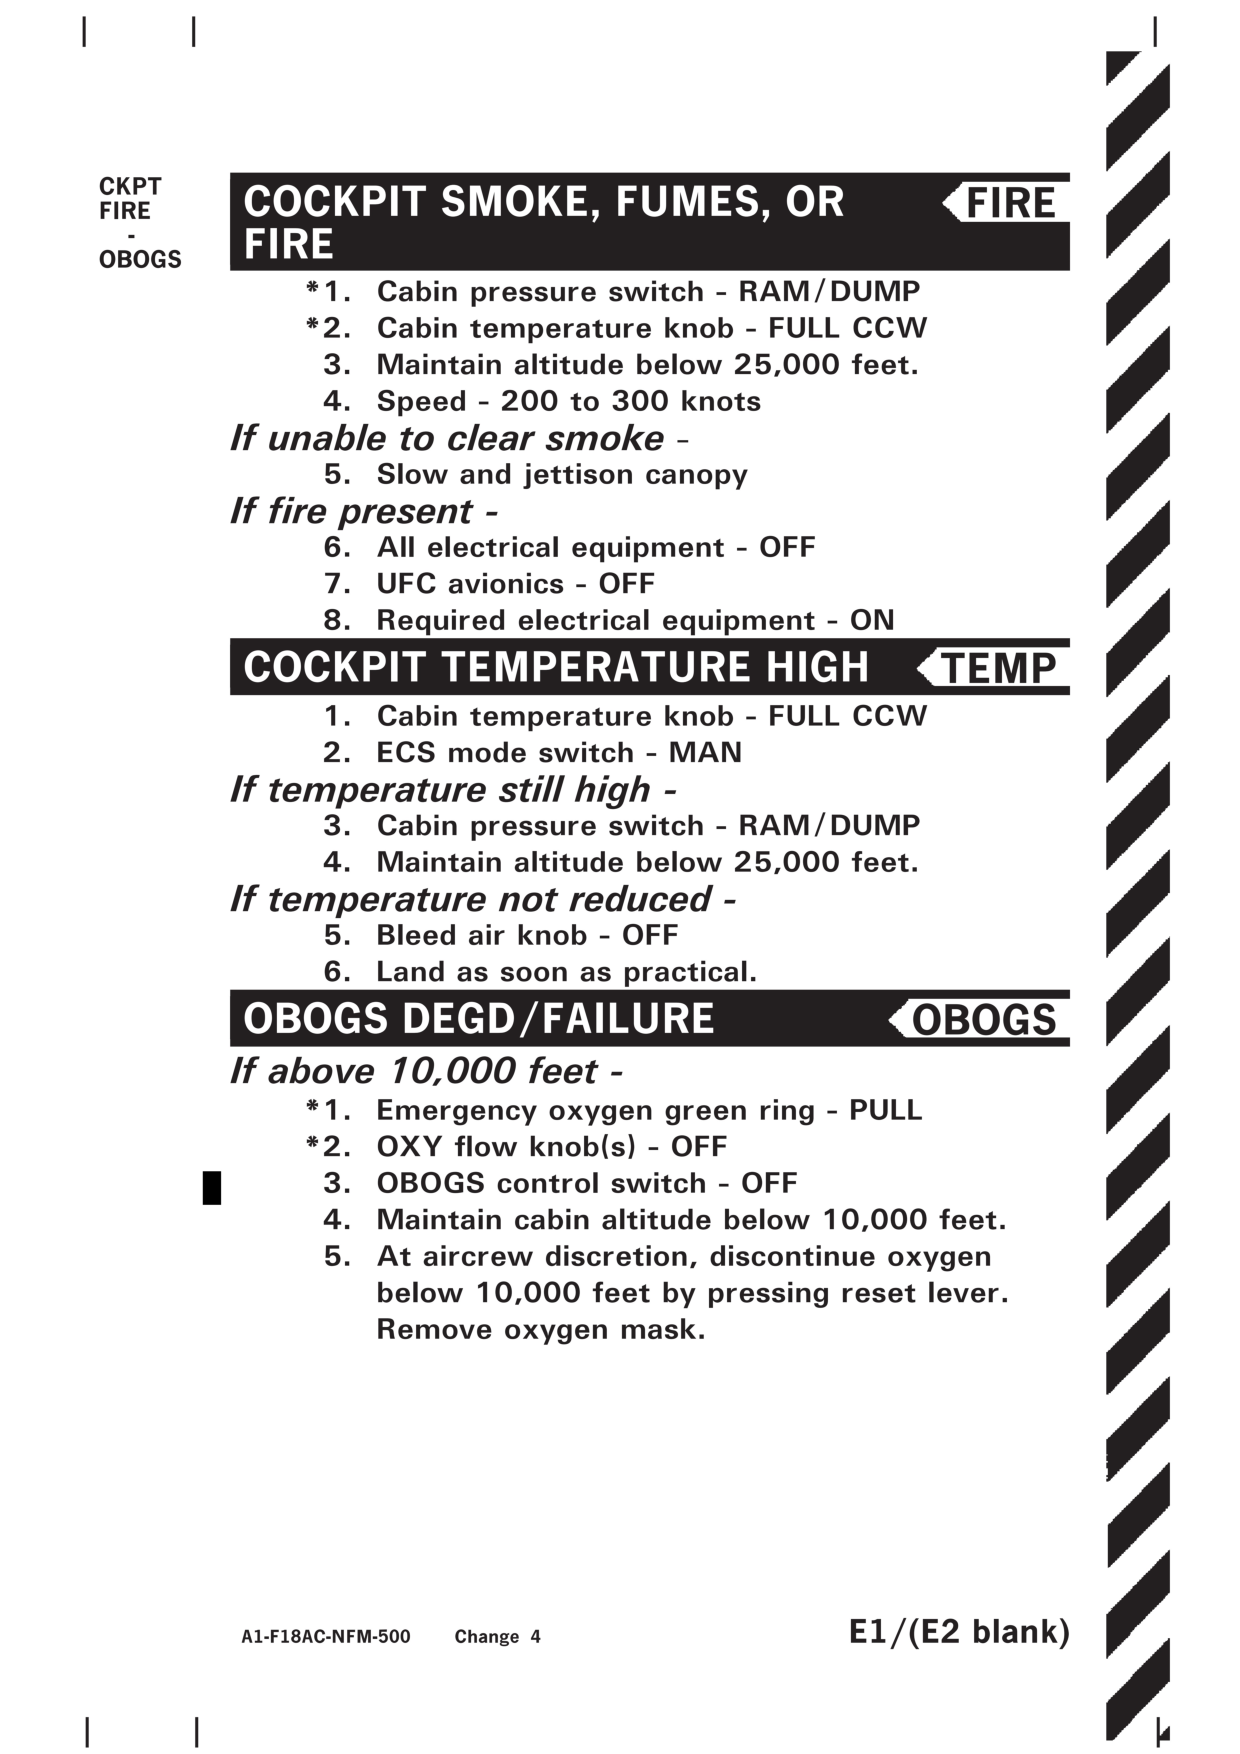 CKPT
FIRE
-
OBOGS
COCKPIT SMOKE, FUMES, OR
FIRE
FIRE
*1. Cabin pressure switch - RAM/DUMP
*2. Cabin temperature knob - FULL CCW
3. Maintain altitude below 25,000 feet.
4. Speed - 200 to 300 knots
If unable to clear smoke -
5. Slow and jettison canopy
If fire present -
6. All electrical equipment - OFF
7. UFC avionics - OFF
8. Required electrical equipment - ON
COCKPIT TEMPERATURE HIGH
TEMP
1. Cabin temperature knob - FULL CCW
2. ECS mode switch - MAN
If temperature still high -
3. Cabin pressure switch - RAM/DUMP
4. Maintain altitude below 25,000 feet.
If temperature not reduced -
5. Bleed air knob - OFF
6. Land as soon as practical.
OBOGS DEGD/FAILURE
OBOGS
If above 10,000 feet -
*1. Emergency oxygen green ring - PULL
*2. OXY flow knob(s) - OFF
3. OBOGS control switch - OFF
4. Maintain cabin altitude below 10,000 feet.
5. At aircrew discretion, discontinue oxygen
below 10,000 feet by pressing reset lever.
Remove oxygen mask.
A1-F18AC-NFM-500 Change 4
E1/(E2 blank)